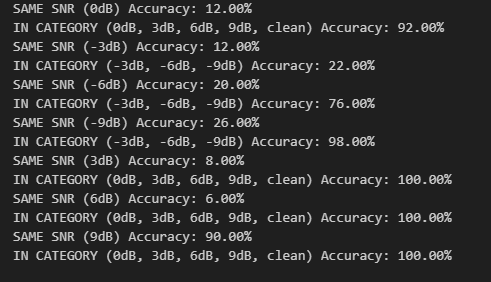 SAME SNR (0dB) Accuracy: 12.00%
IN CATEGORY (0dB, 3dB, 6dB, 9dB, clean) Accuracy: 92.00%
SAME SNR (-3dB) Accuracy: 12.00%
IN CATEGORY (-3dB, -6dB, -9dB) Accuracy: 22.00%
SAME SNR (-6dB) Accuracy: 20.00%
IN CATEGORY (-3dB, -6dB, -9dB) Accuracy: 76.00%
SAME SNR (-9dB) Accuracy: 26.00%
IN CATEGORY (-3dB, -6dB, -9dB) Accuracy: 98.00%
SAME SNR (3dB) Accuracy: 8.00%
IN CATEGORY (0dB, 3dB, 6dB, 9dB, clean) Accuracy: 100.00%
SAME SNR (6dB) Accuracy: 6.00%
IN CATEGORY (0dB, 3dB, 6dB, 9dB, clean) Accuracy: 100.00%
SAME SNR (9dB) Accuracy: 90.00%
IN CATEGORY (0dB, 3dB, 6dB, 9dB, clean) Accuracy: 100.00%